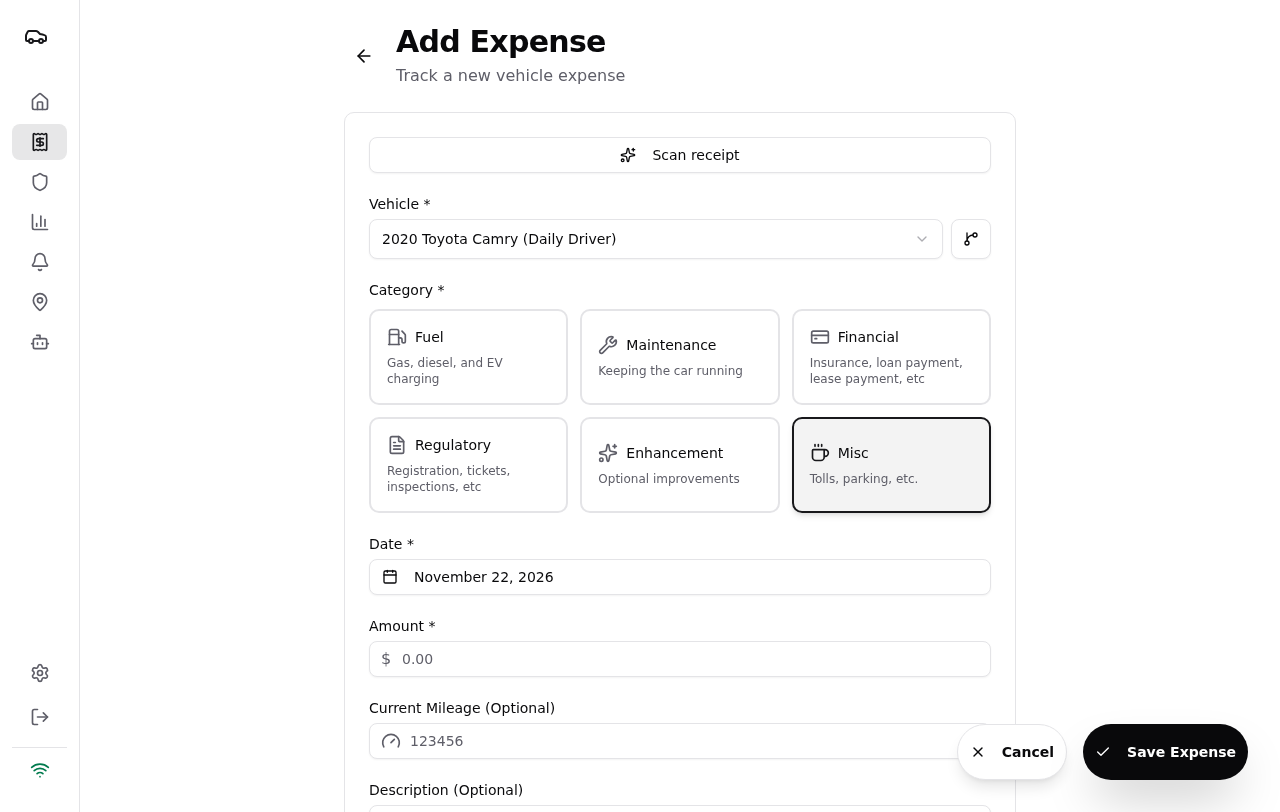 Add Expense
Track a new vehicle expense
Scan receipt
Vehicle *
2020 Toyota Camry (Daily Driver)
Category *
Fuel
Gas, diesel, and EV
charging
Maintenance
Keeping the car running
Financial
Insurance, loan payment,
lease payment, etc
Regulatory
Registration, tickets,
inspections, etc
Enhancement
Optional improvements
Misc
Tolls, parking, etc.
Date *
November 22, 2026
Amount *
$ 0.00
Current Mileage (Optional)
123456
Cancel
Save Expense
Description (Optional)